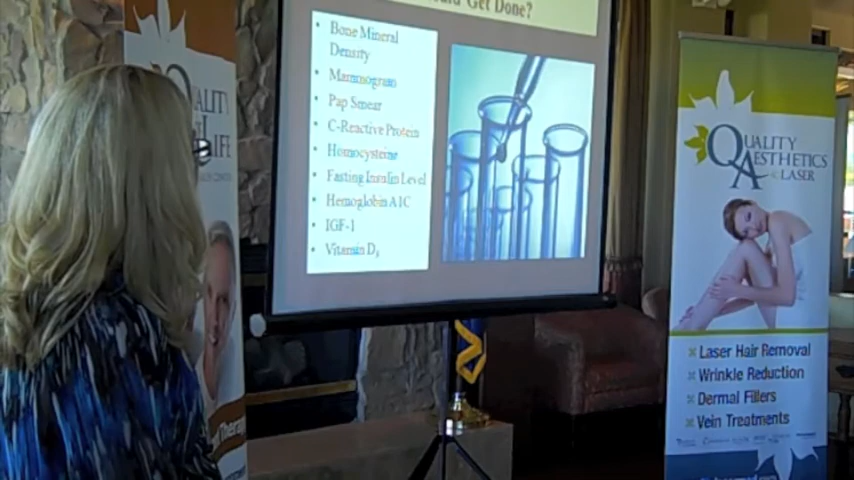 Get Done?
• Bone Mineral
Density
• Mammogram
• Pap Smear
• C-Reactive Protein
• Homocysteine
• Fasting Insulin Level
• Hemoglobin A1C
• IGF-1
• Vitamin D3
QUALITY
LIFE
QUALITY
AESTHETICS
& LASER
QA
Laser Hair Removal
Wrinkle Reduction
Dermal Fillers
Vein Treatments